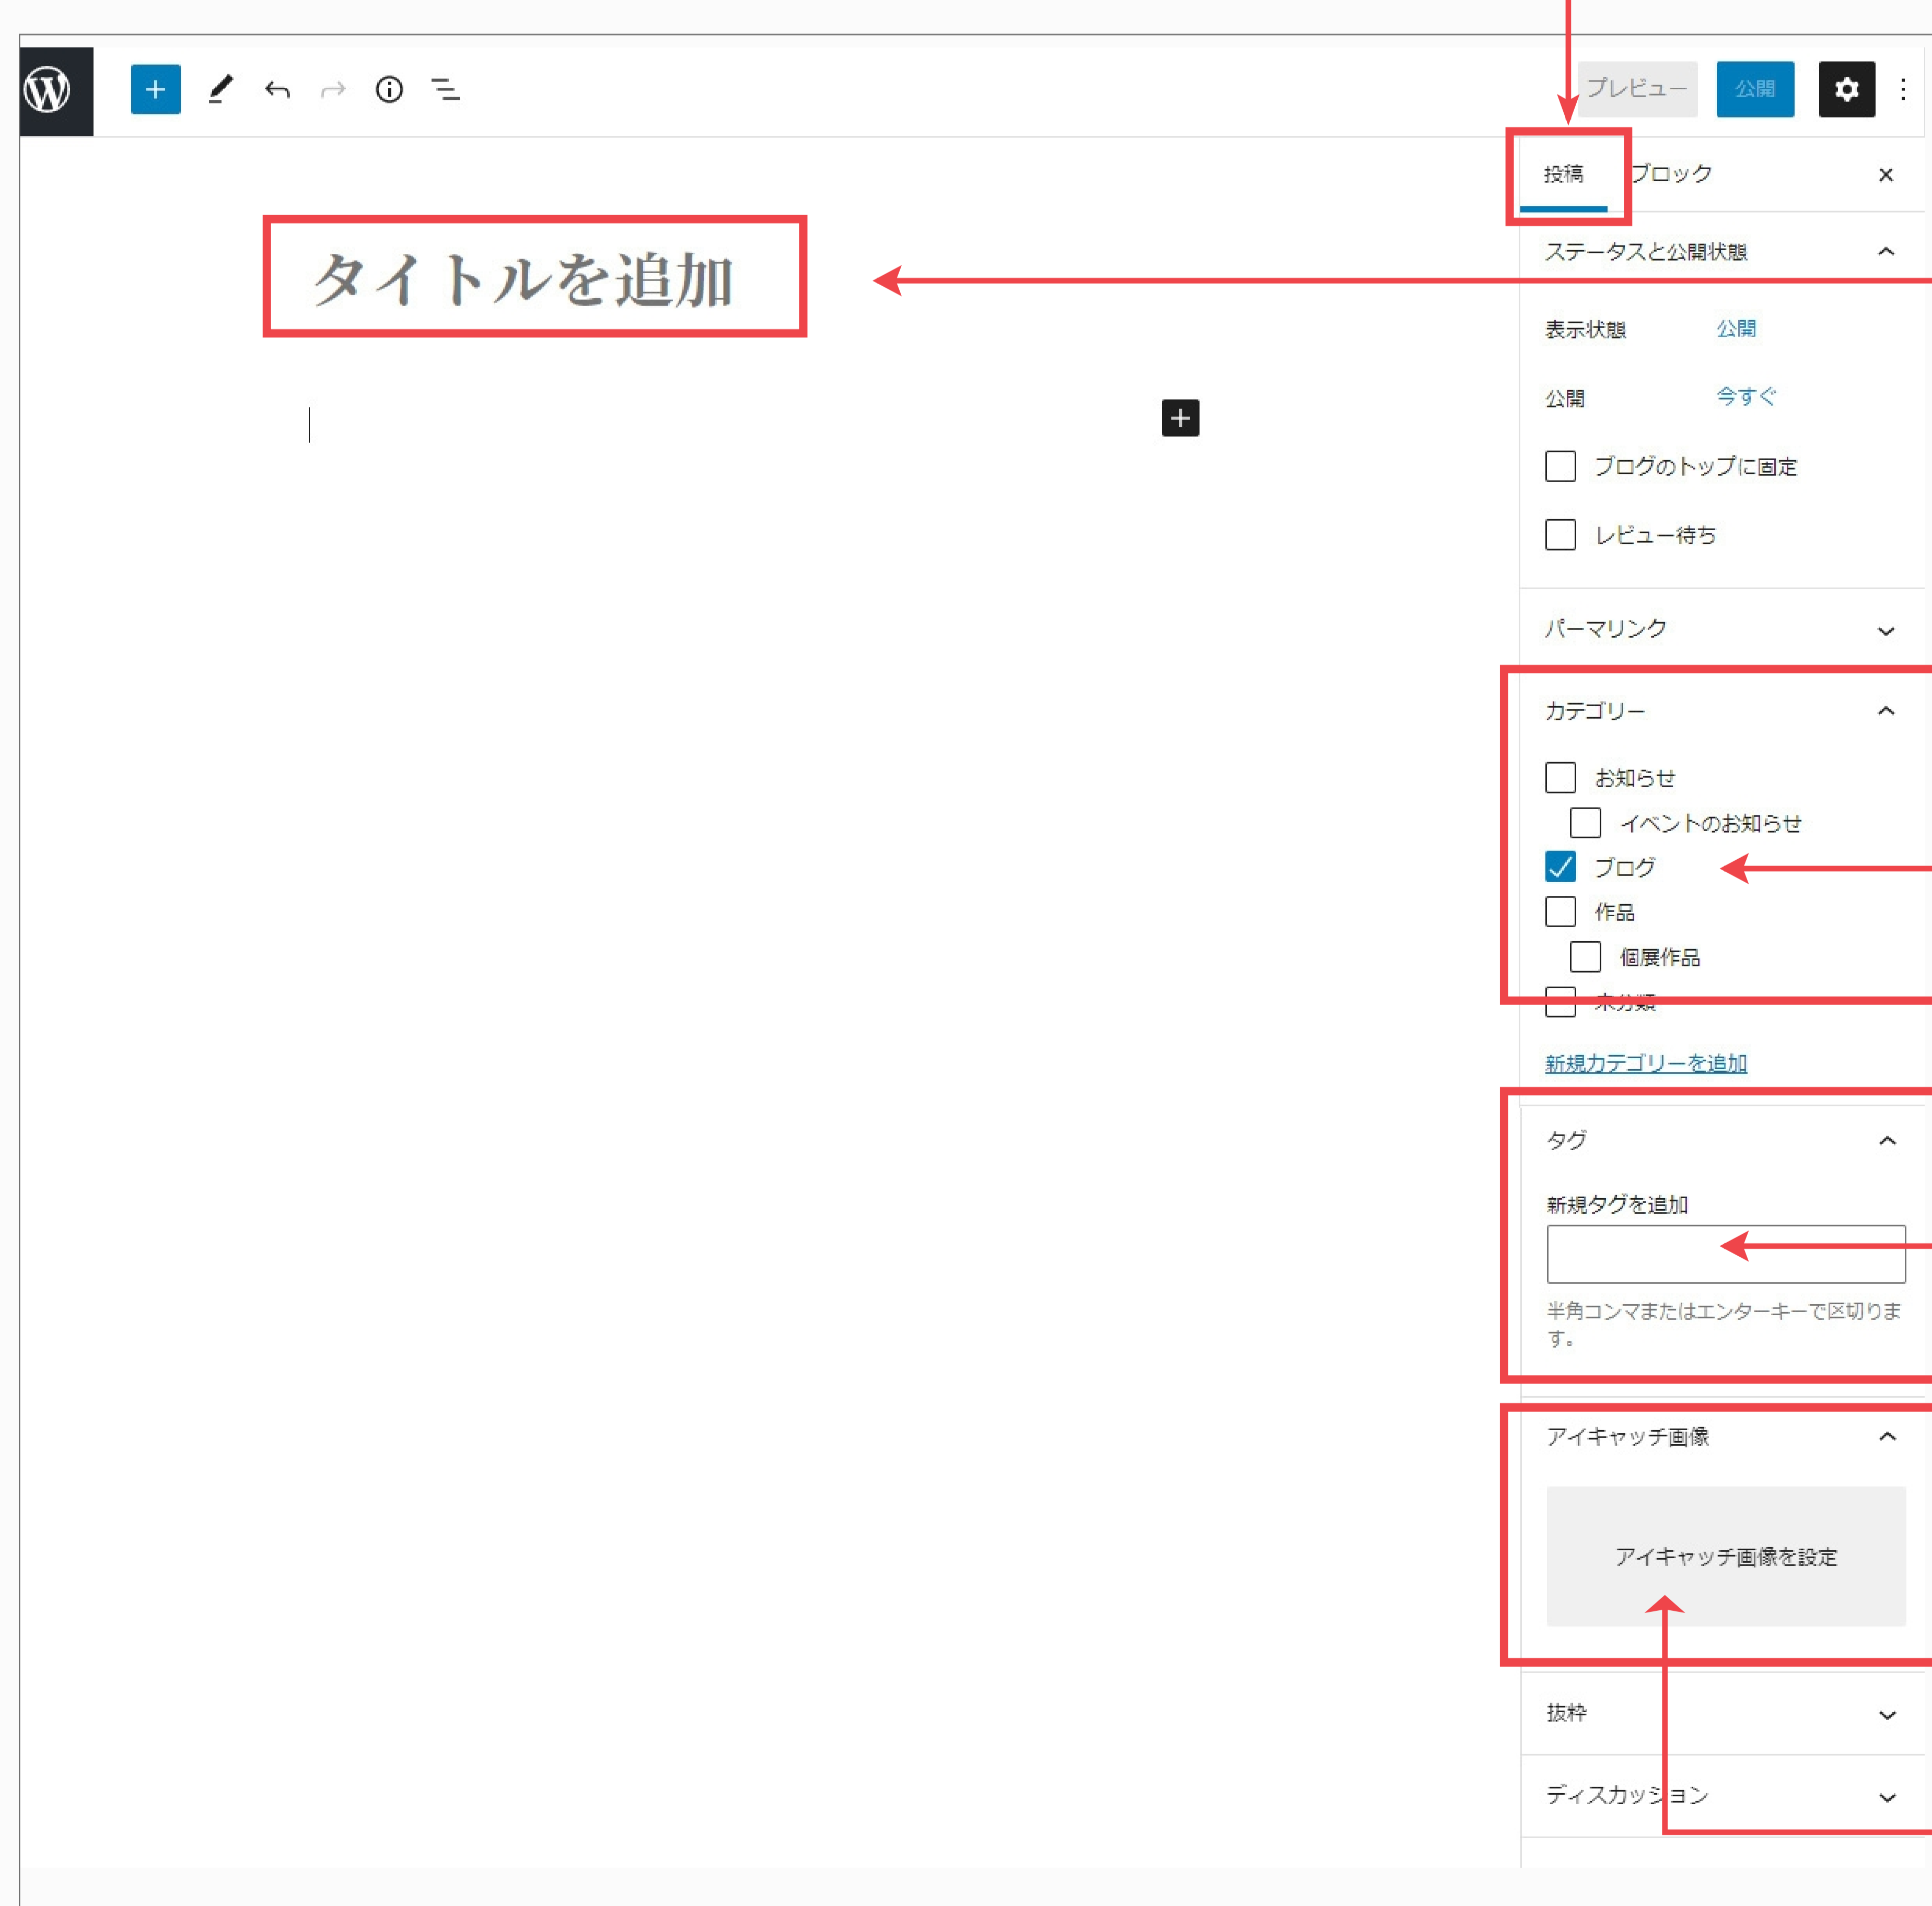 プレビュー 公開
投稿 ブロック
タイトルを追加
ステータスと公開状態
表示状態 公開
公開 今すぐ
ブログのトップに固定
レビュー待ち
パーマリンク
カテゴリー
お知らせ
イベントのお知らせ
ブログ
作品
個展作品
未分類
新規カテゴリーを追加
タグ
新規タグを追加
半角コンマまたはエンターキーで区切りま
す。
アイキャッチ画像
アイキャッチ画像を設定
抜粋
ディスカッション